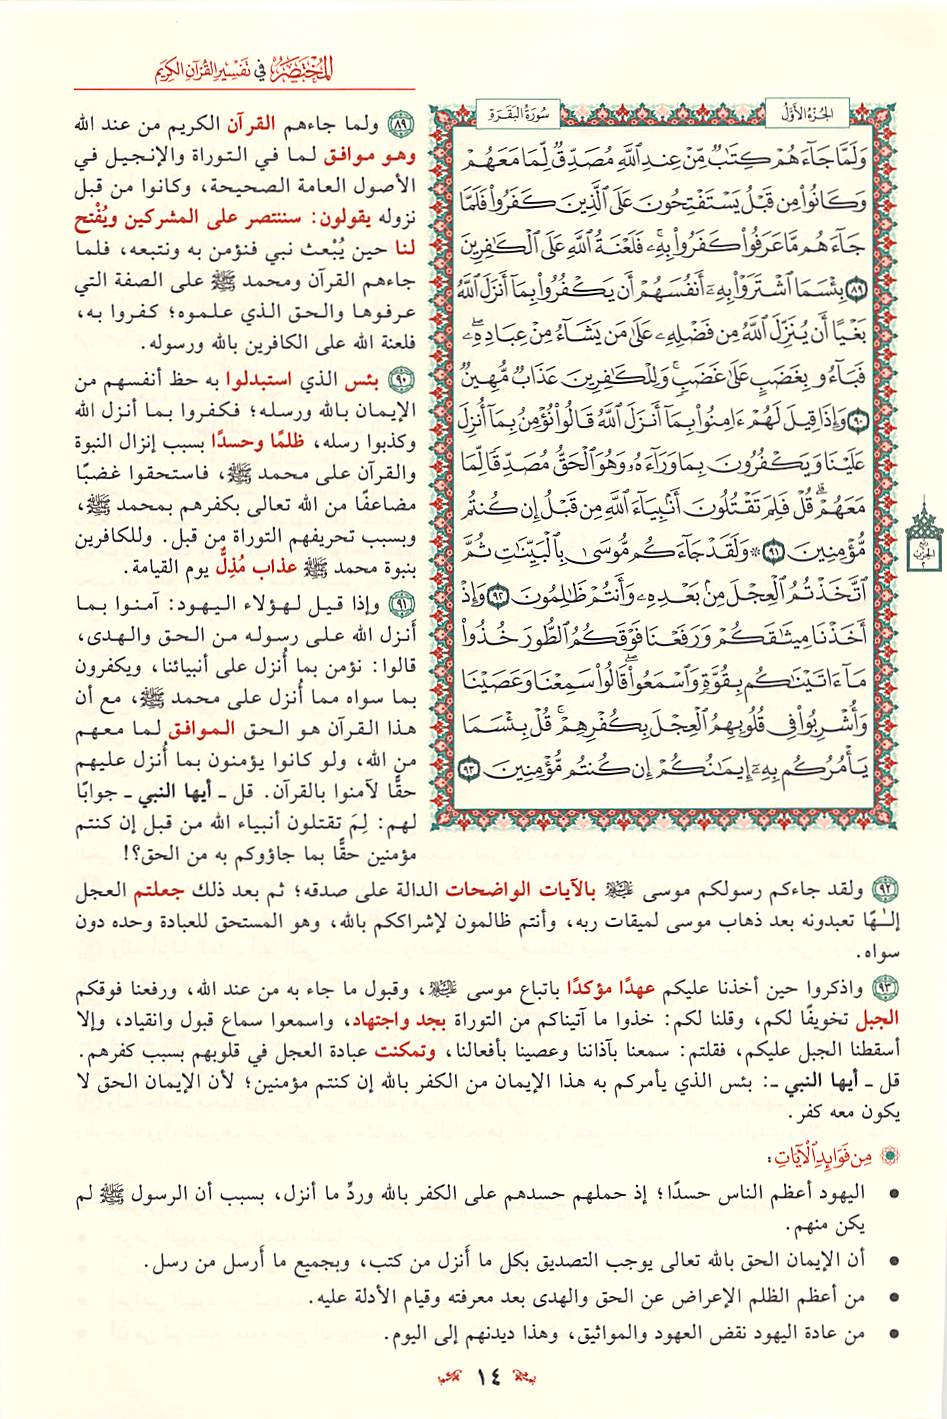 المختصر في تفسير القرآن الكريم
الجزء الأول
سورة البقرة
وَلَمَّا جَآءَهُمْ كِتَٰبٌ مِّنْ عِندِ ٱللَّهِ مُصَدِّقٌ لِّمَا مَعَهُمْ
وَكَانُوا۟ مِن قَبْلُ يَسْتَفْتِحُونَ عَلَى ٱلَّذِينَ كَفَرُوا۟ فَلَمَّا
جَآءَهُم مَّا عَرَفُوا۟ كَفَرُوا۟ بِهِۦۚ فَلَعْنَةُ ٱللَّهِ عَلَى ٱلْكَٰفِرِينَ
٨٩ بِئْسَمَا ٱشْتَرَوْا۟ بِهِۦٓ أَنفُسَهُمْ أَن يَكْفُرُوا۟ بِمَآ أَنزَلَ ٱللَّهُ
بَغْيًا أَن يُنَزِّلَ ٱللَّهُ مِن فَضْلِهِۦ عَلَىٰ مَن يَشَآءُ مِنْ عِبَادِهِۦۖ
فَبَآءُو بِغَضَبٍ عَلَىٰ غَضَبٍۚ وَلِلْكَٰفِرِينَ عَذَابٌ مُّهِينٌ
٩٠ وَإِذَا قِيلَ لَهُمْ ءَامِنُوا۟ بِمَآ أَنزَلَ ٱللَّهُ قَالُوا۟ نُؤْمِنُ بِمَآ أُنزِلَ
عَلَيْنَا وَيَكْفُرُونَ بِمَا وَرَآءَهُۥ وَهُوَ ٱلْحَقُّ مُصَدِّقًا لِّمَا
مَعَهُمْۗ قُلْ فَلِمَ تَقْتُلُونَ أَنۢبِيَآءَ ٱللَّهِ مِن قَبْلُ إِن كُنتُم
مُّؤْمِنِينَ ٩١ ۞ وَلَقَدْ جَآءَكُم مُّوسَىٰ بِٱلْبَيِّنَٰتِ ثُمَّ
ٱتَّخَذْتُمُ ٱلْعِجْلَ مِنۢ بَعْدِهِۦ وَأَنتُمْ ظَٰلِمُونَ ٩٢ وَإِذْ
أَخَذْنَا مِيثَٰقَكُمْ وَرَفَعْنَا فَوْقَكُمُ ٱلطُّورَ خُذُوا۟
مَآ ءَاتَيْنَٰكُم بِقُوَّةٍ وَٱسْمَعُوا۟ۖ قَالُوا۟ سَمِعْنَا وَعَصَيْنَا
وَأُشْرِبُوا۟ فِى قُلُوبِهِمُ ٱلْعِجْلَ بِكُفْرِهِمْۚ قُلْ بِئْسَمَا
يَأْمُرُكُم بِهِۦٓ إِيمَٰنُكُمْ إِن كُنتُم مُّؤْمِنِينَ ٩٣
ربع
الحزب
٢
٨٩ ولما جاءهم القرآن الكريم من عند الله
وهو موافق لما في التوراة والإنجيل في
الأصول العامة الصحيحة، وكانوا من قبل
نزوله يقولون: سننتصر على المشركين ويُفْتح
لنا حين يُبْعث نبي فنؤمن به ونتبعه، فلما
جاءهم القرآن ومحمد ﷺ على الصفة التي
عرفوها والحق الذي علموه؛ كفروا به،
فلعنة الله على الكافرين بالله ورسوله.
٩٠ بئس الذي استبدلوا به حظ أنفسهم من
الإيمان بالله ورسله؛ فكفروا بما أنزل الله
وكذبوا رسله، ظلمًا وحسدًا بسبب إنزال النبوة
والقرآن على محمد ﷺ، فاستحقوا غضبًا
مضاعفًا من الله تعالى بكفرهم بمحمد ﷺ،
وبسبب تحريفهم التوراة من قبل. وللكافرين
بنبوة محمد ﷺ عذاب مُذِلٌّ يوم القيامة.
٩١ وإذا قيل لهؤلاء اليهود: آمنوا بما
أنزل الله على رسوله من الحق والهدى،
قالوا: نؤمن بما أُنزل على أنبيائنا، ويكفرون
بما سواه مما أُنزل على محمد ﷺ، مع أن
هذا القرآن هو الحق الموافق لما معهم
من الله، ولو كانوا يؤمنون بما أُنزل عليهم
حقًّا لآمنوا بالقرآن. قل ـ أيها النبي ـ جوابًا
لهم: لِمَ تقتلون أنبياء الله من قبل إن كنتم
مؤمنين حقًّا بما جاؤوكم به من الحق؟!
٩٢ ولقد جاءكم رسولكم موسى عليه السلام بالآيات الواضحات الدالة على صدقه؛ ثم بعد ذلك جعلتم العجل
إلـٰهًا تعبدونه بعد ذهاب موسى لميقات ربه، وأنتم ظالمون لإشراككم بالله، وهو المستحق للعبادة وحده دون
سواه.
٩٣ واذكروا حين أخذنا عليكم عهدًا مؤكدًا باتباع موسى عليه السلام، وقبول ما جاء به من عند الله، ورفعنا فوقكم
الجبل تخويفًا لكم، وقلنا لكم: خذوا ما آتيناكم من التوراة بجد واجتهاد، واسمعوا سماع قبول وانقياد، وإلا
أسقطنا الجبل عليكم، فقلتم: سمعنا بآذاننا وعصينا بأفعالنا، وتمكنت عبادة العجل في قلوبهم بسبب كفرهم.
قل ـ أيها النبي ـ: بئس الذي يأمركم به هذا الإيمان من الكفر بالله إن كنتم مؤمنين؛ لأن الإيمان الحق لا
يكون معه كفر.
من فوائد الآيات:
• اليهود أعظم الناس حسدًا؛ إذ حملهم حسدهم على الكفر بالله وردِّ ما أنزل، بسبب أن الرسول ﷺ لم
يكن منهم.
• أن الإيمان الحق بالله تعالى يوجب التصديق بكل ما أَنزل من كتب، وبجميع ما أَرسل من رسل.
• من أعظم الظلم الإعراض عن الحق والهدى بعد معرفته وقيام الأدلة عليه.
• من عادة اليهود نقض العهود والمواثيق، وهذا ديدنهم إلى اليوم.
١٤